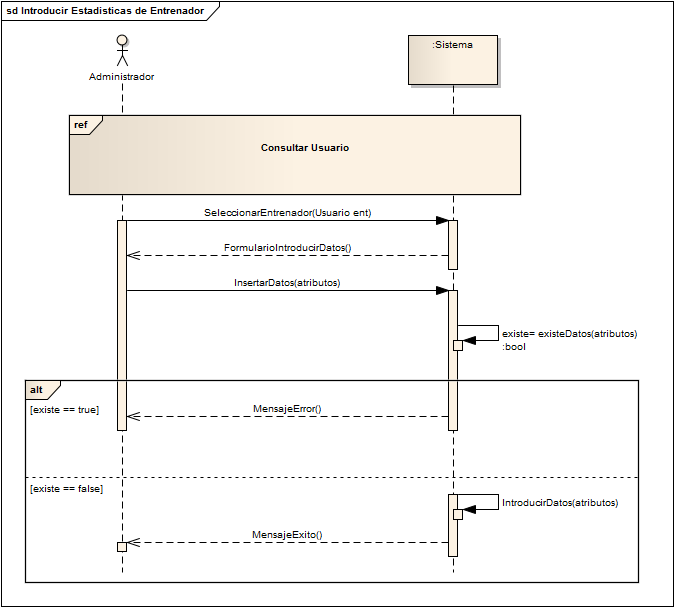 sd Introducir Estadisticas de Entrenador
Administrador
:Sistema
ref
Consultar Usuario
SeleccionarEntrenador(Usuario ent)
FormularioIntroducirDatos()
InsertarDatos(atributos)
existe= existeDatos(atributos)
:bool
alt
[existe == true]
MensajeError()
[existe == false]
IntroducirDatos(atributos)
MensajeExito()